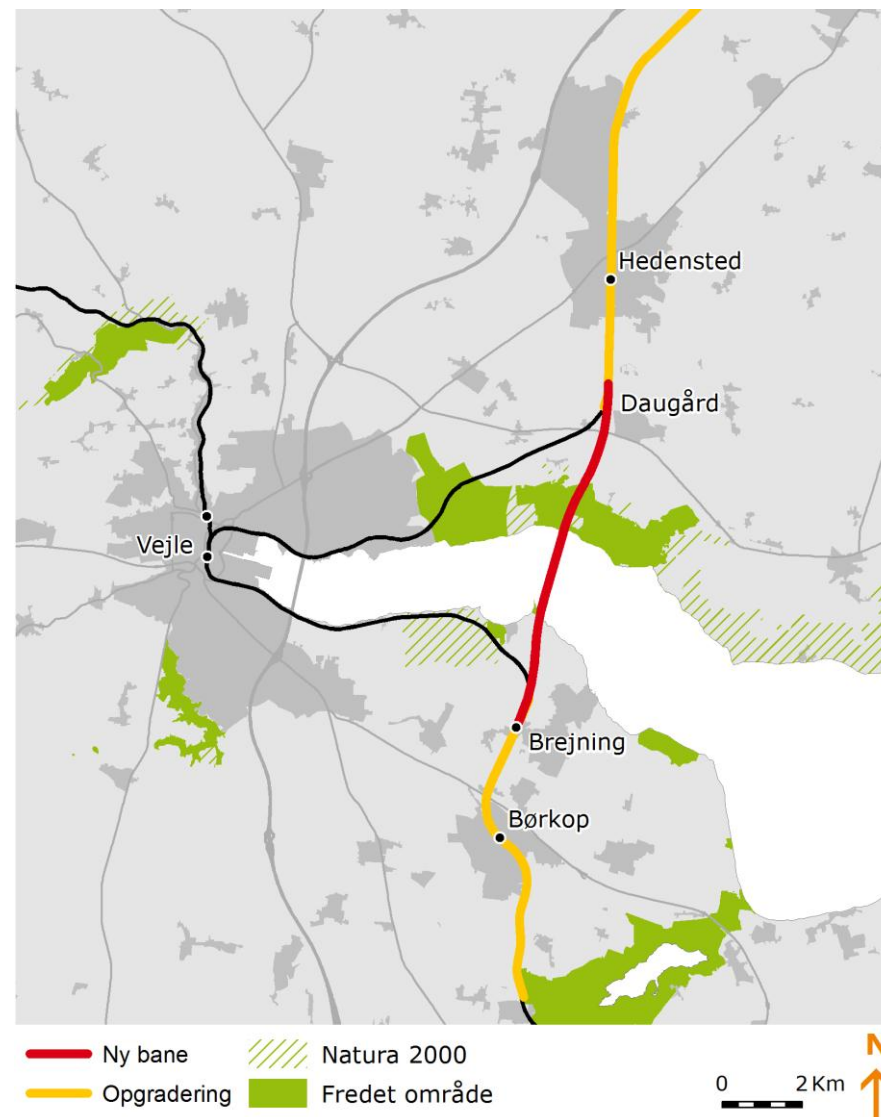 Hedensted
Daugård
Vejle
Brejning
Børkop
Ny bane
Natura 2000
Opgradering
Fredet område
0 2 Km
N